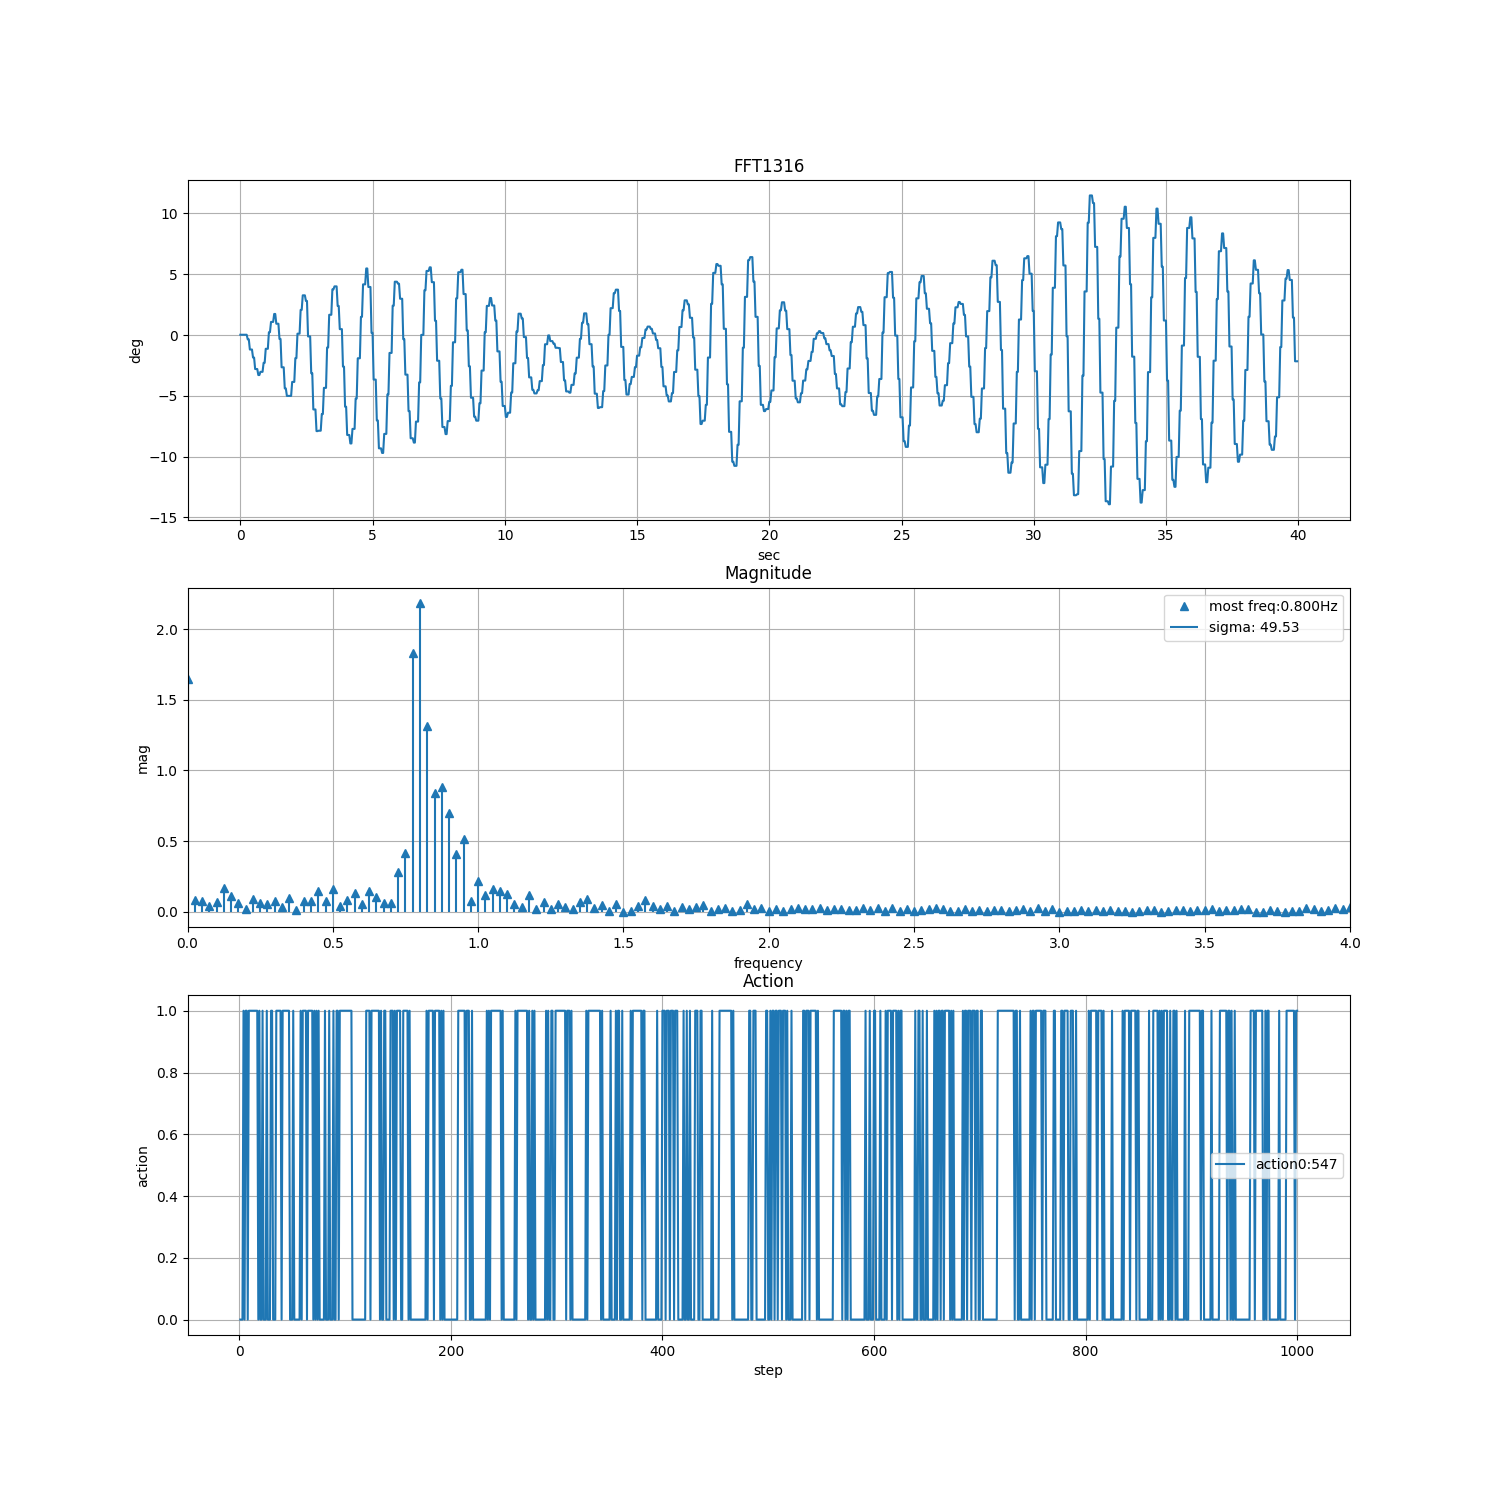 FFT1316
10
5
0
−5
−10
−15
deg
0 5 10 15 20 25 30 35 40
sec
Magnitude
most freq:0.800Hz
sigma: 49.53
2.0
1.5
1.0
0.5
0.0
mag
0.0 0.5 1.0 1.5 2.0 2.5 3.0 3.5 4.0
frequency
Action
1.0
0.8
0.6
0.4
0.2
0.0
action
action0:547
0 200 400 600 800 1000
step